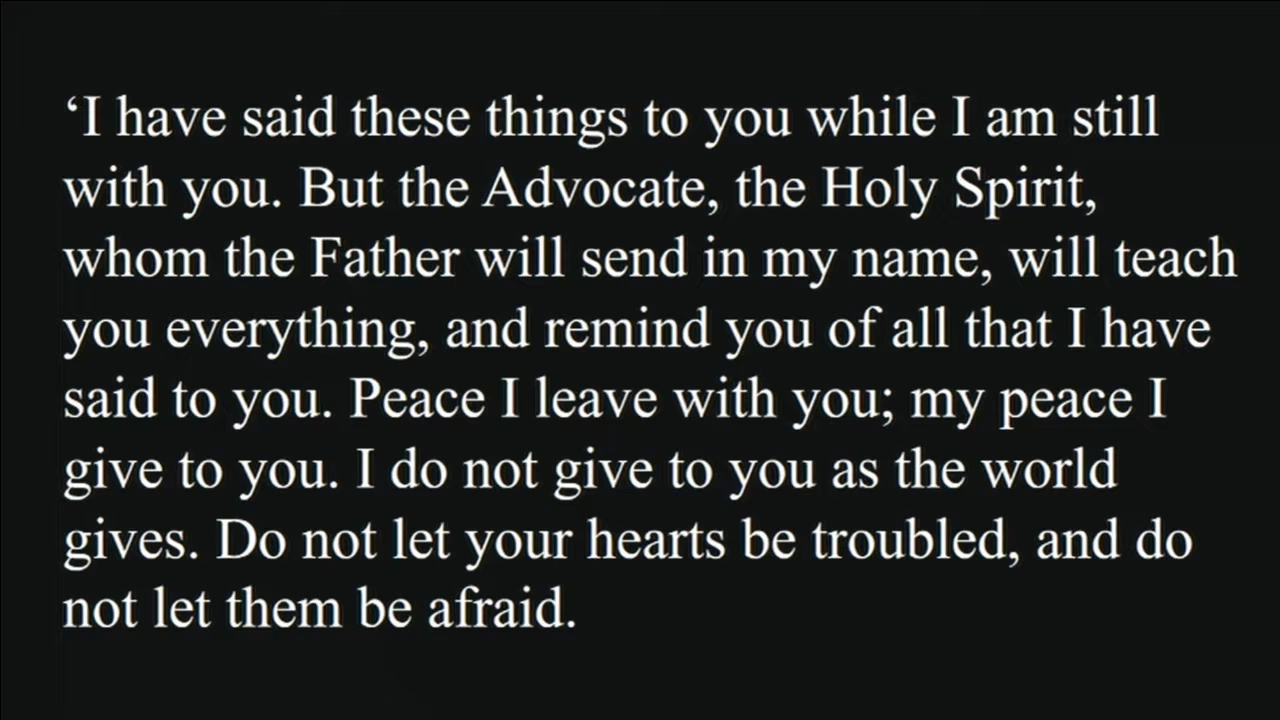 ‘I have said these things to you while I am still
with you. But the Advocate, the Holy Spirit,
whom the Father will send in my name, will teach
you everything, and remind you of all that I have
said to you. Peace I leave with you; my peace I
give to you. I do not give to you as the world
gives. Do not let your hearts be troubled, and do
not let them be afraid.